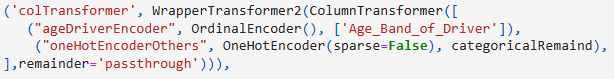 ('colTransformer', WrapperTransformer2(ColumnTransformer([
("ageDriverEncoder", OrdinalEncoder(), ['Age_Band_of_Driver']),
("oneHotEncoderOthers", OneHotEncoder(sparse=False), categoricalRemaind),
],remainder='passthrough'))),